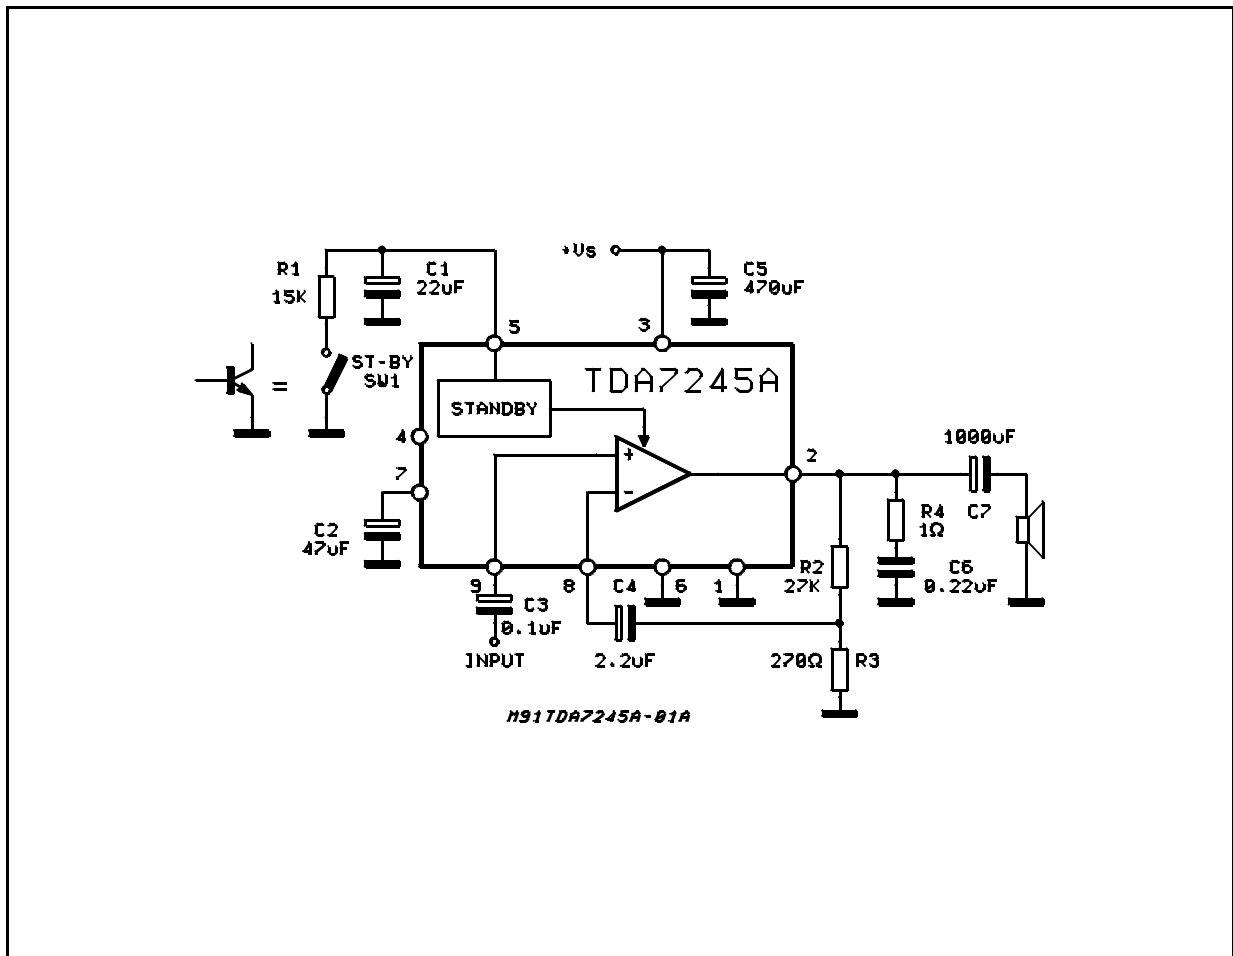 +Vs
R1
15K
C1
22uF
C5
470uF
5
3
ST-BY
SW1
=
TDA7245A
STANDBY
4
7
+
-
2
1000uF
C7
R4
1Ω
C2
47uF
R2
27K
C6
0.22uF
9
8
6
1
C3
0.1uF
INPUT
C4
2.2uF
270Ω
R3
M91TDA7245A-01A